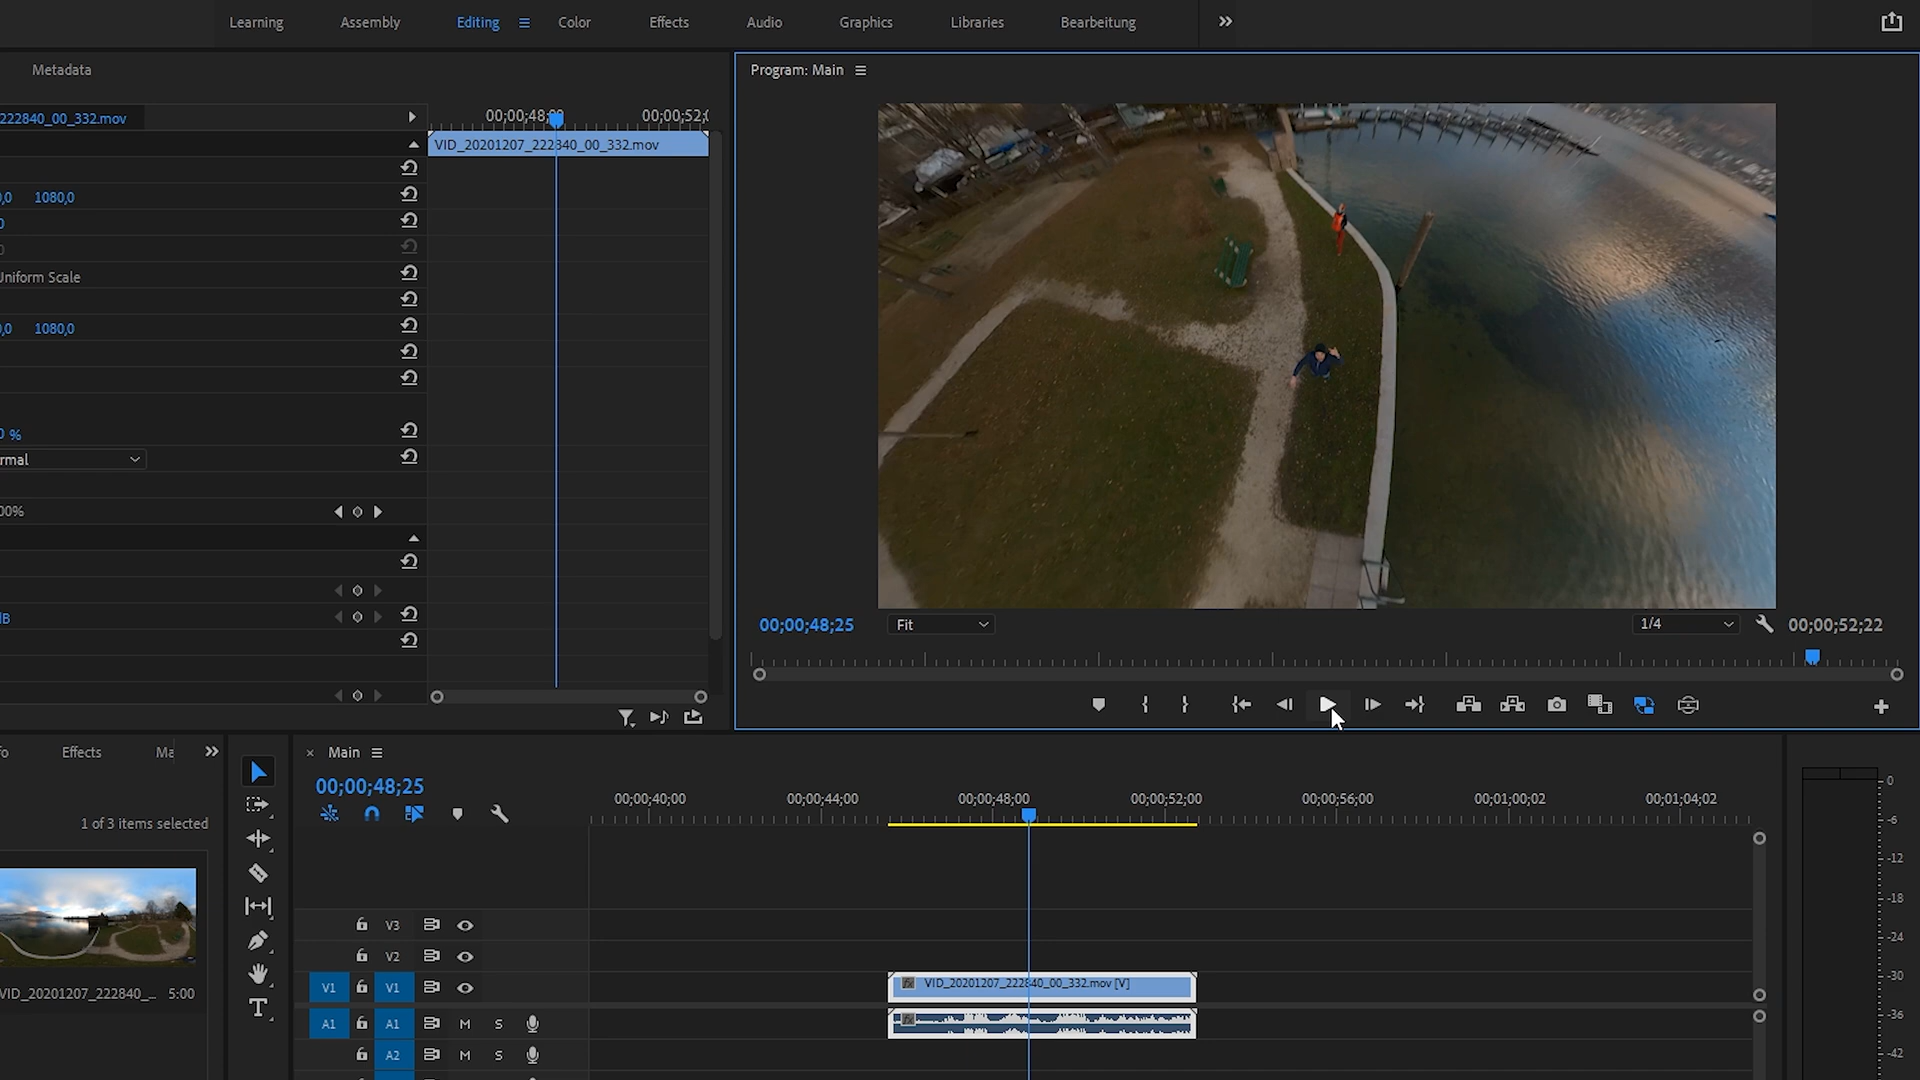 Learning Assembly Editing Color Effects Audio Graphics Libraries Bearbeitung
Metadata
Program: Main
222840_00_332.mov
00;00;48;
00;00;52;
VID_20201207_222840_00_332.mov
1080,0
Uniform Scale
1080,0
%
rmal
00%
dB
00;00;48;25
Fit
1/4
00;00;52;22
Effects
Ma
Main
00;00;48;25
1 of 3 items selected
00;00;40;00 00;00;44;00 00;00;48;00 00;00;52;00 00;00;56;00 00;01;00;02 00;01;04;02
V3
V2
V1 V1
VID_20201207_222840_00_332.mov [V]
fx
A1 A1 M S
fx
A2 M S
VID_20201207_222840_... 5:00
T
0
-6
-12
-18
-24
-30
-36
-42